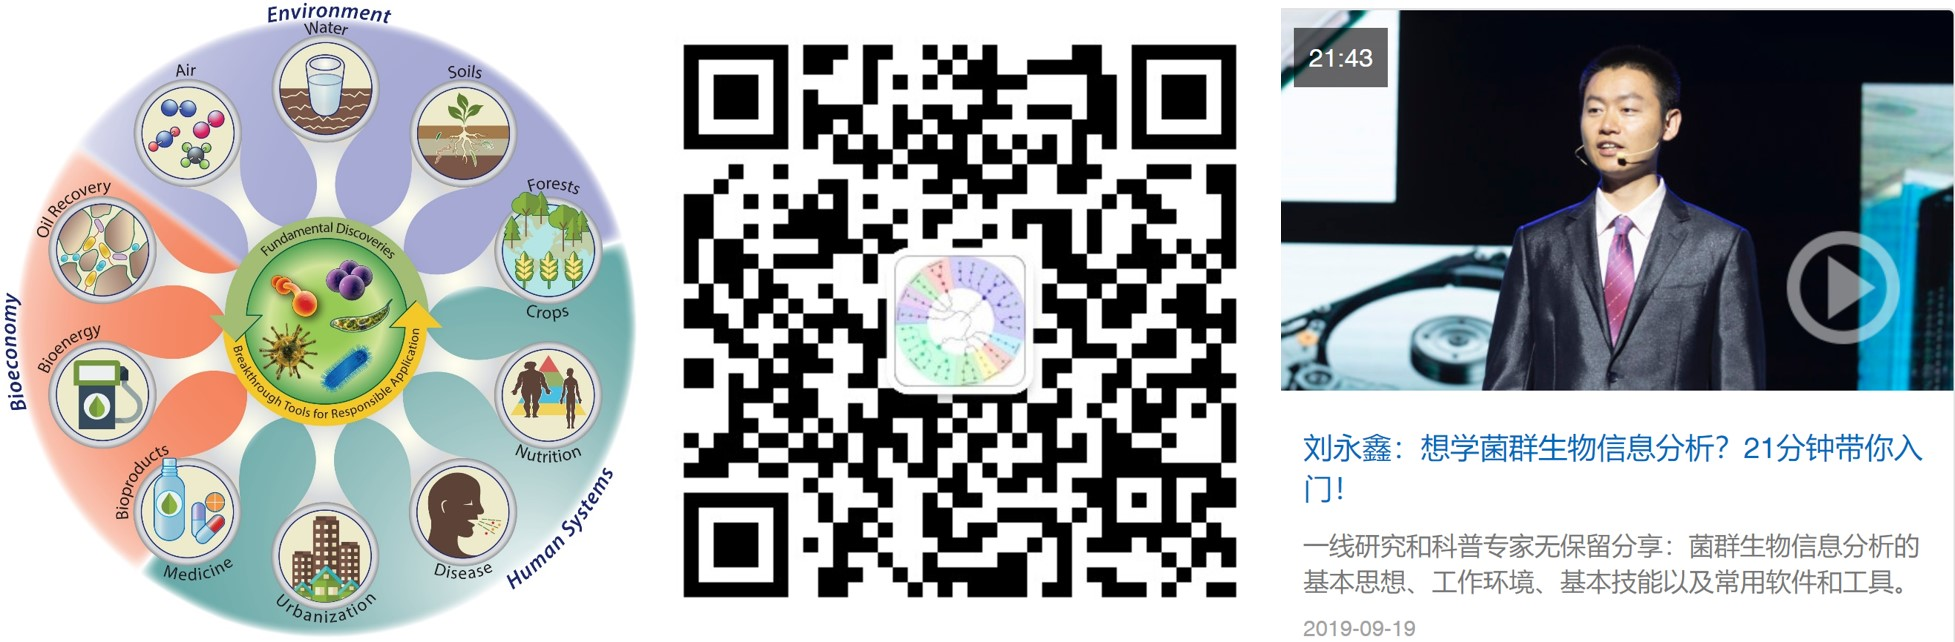 Environment
Water
Air
Soils
Oil Recovery
Forests
Fundamental Discoveries
Crops
Bioeconomy
Bioenergy
Breakthrough Tools for Responsible Application
Nutrition
Bioproducts
Human Systems
Medicine
Disease
Urbanization
21:43
刘永鑫：想学菌群生物信息分析？21分钟带你入
门！
一线研究和科普专家无保留分享：菌群生物信息分析的
基本思想、工作环境、基本技能以及常用软件和工具。
2019-09-19